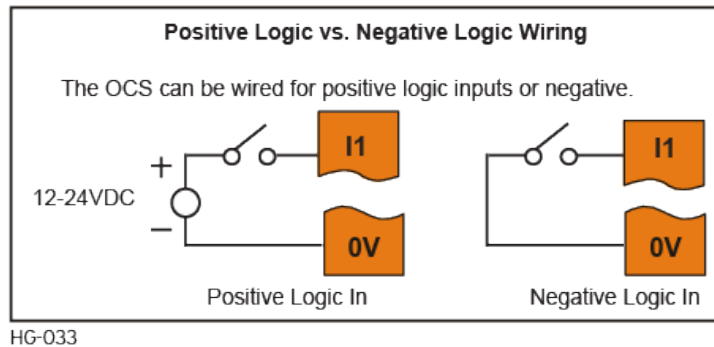 Positive Logic vs. Negative Logic Wiring
The OCS can be wired for positive logic inputs or negative.
+
12-24VDC
–
I1
0V
Positive Logic In
I1
0V
Negative Logic In
HG-033